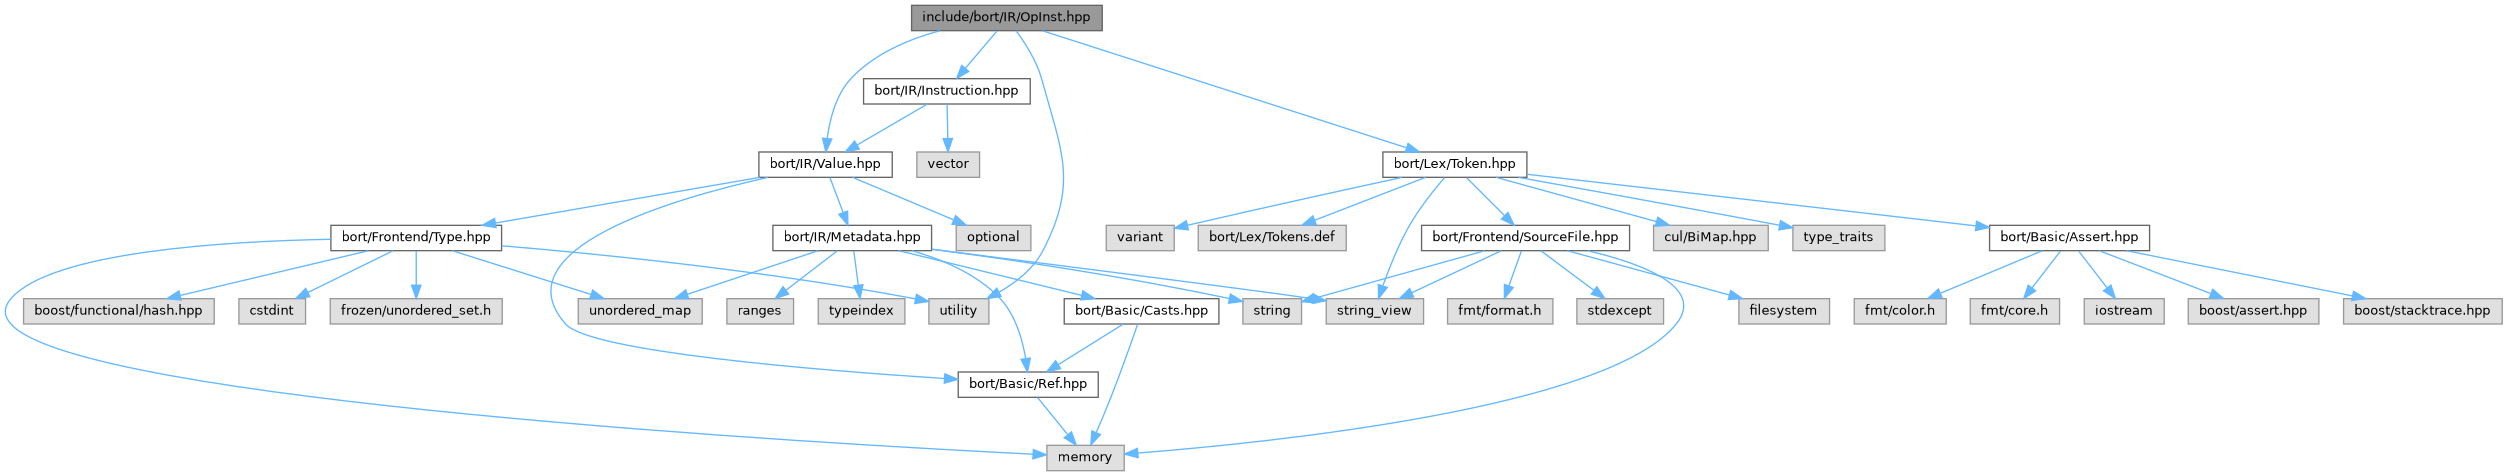 include/bort/IR/OpInst.hpp
bort/IR/Instruction.hpp
bort/IR/Value.hpp
vector
bort/Lex/Token.hpp
bort/Frontend/Type.hpp
bort/IR/Metadata.hpp
optional
variant
bort/Lex/Tokens.def
bort/Frontend/SourceFile.hpp
cul/BiMap.hpp
type_traits
bort/Basic/Assert.hpp
boost/functional/hash.hpp
cstdint
frozen/unordered_set.h
unordered_map
ranges
typeindex
utility
bort/Basic/Casts.hpp
string
string_view
fmt/format.h
stdexcept
filesystem
fmt/color.h
fmt/core.h
iostream
boost/assert.hpp
boost/stacktrace.hpp
bort/Basic/Ref.hpp
memory